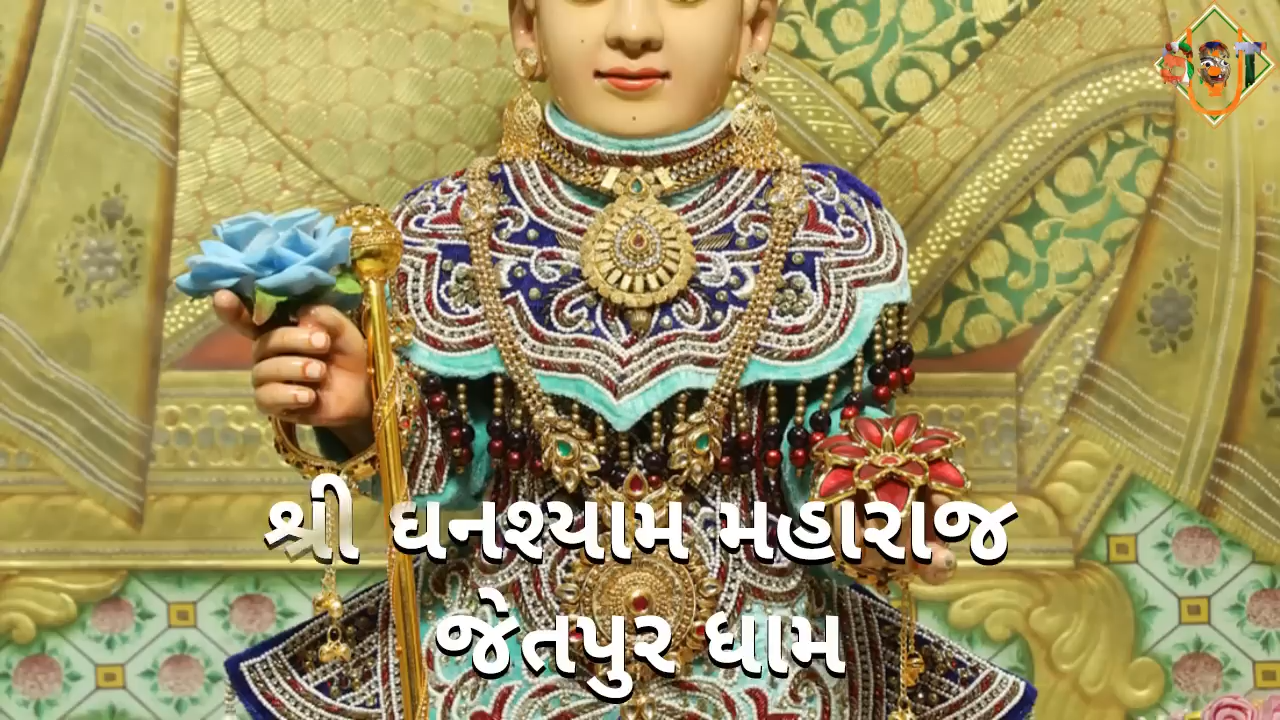 શ્રી ઘનશ્યામ મહારાજ
જેતપુર ધામ